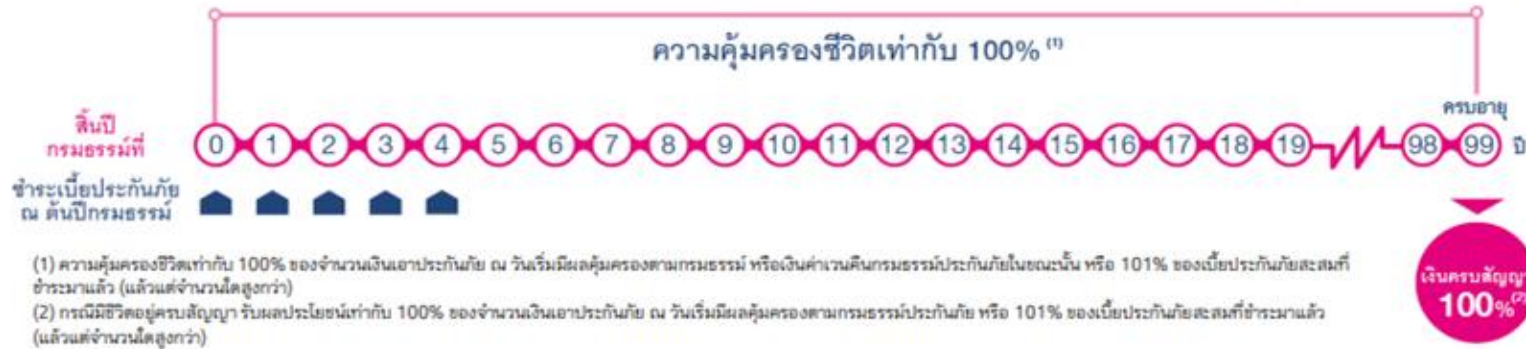 ความคุ้มครองชีวิตเท่ากับ 100% (1)
ครบอายุ
สิ้นปี
กรมธรรม์ที่
0 1 2 3 4 5 6 7 8 9 10 11 12 13 14 15 16 17 18 19 98 99 ปี
ชำระเบี้ยประกันภัย
ณ ต้นปีกรมธรรม์
(1) ความคุ้มครองชีวิตเท่ากับ 100% ของจำนวนเงินเอาประกันภัย ณ วันเริ่มมีผลคุ้มครองตามกรมธรรม์ หรือเงินค่าเวนคืนกรมธรรม์ประกันภัยในขณะนั้น หรือ 101% ของเบี้ยประกันภัยสะสมที่
ชำระมาแล้ว (แล้วแต่จำนวนใดสูงกว่า)
(2) กรณีมีชีวิตอยู่ครบสัญญา รับผลประโยชน์เท่ากับ 100% ของจำนวนเงินเอาประกันภัย ณ วันเริ่มมีผลคุ้มครองตามกรมธรรม์ประกันภัย หรือ 101% ของเบี้ยประกันภัยสะสมที่ชำระมาแล้ว
(แล้วแต่จำนวนใดสูงกว่า)
เงินครบสัญญา
100% (2)